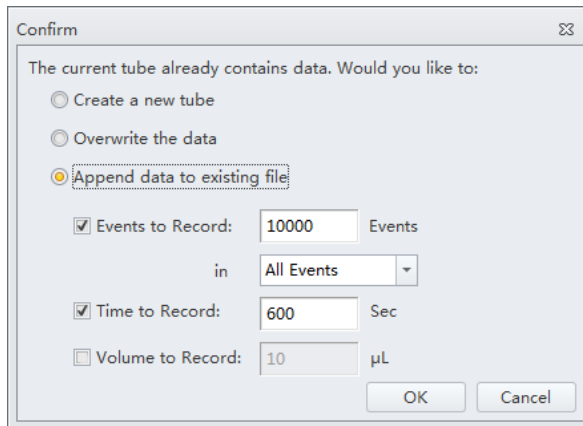 Confirm
The current tube already contains data. Would you like to:
Create a new tube
Overwrite the data
Append data to existing file
Events to Record: 10000 Events
in All Events
Time to Record: 600 Sec
Volume to Record: 10 µL
OK Cancel